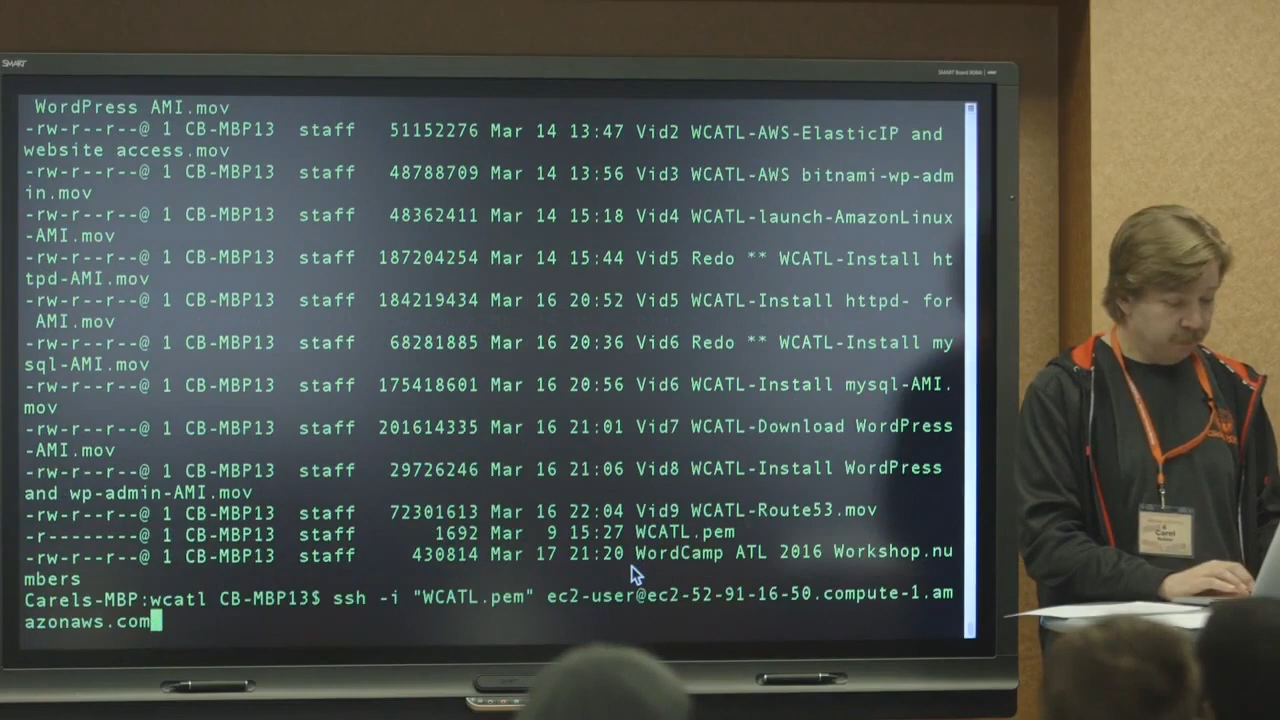 SMART
SMART Board
WordPress AMI.mov
-rw-r--r--@ 1 CB-MBP13 staff 51152276 Mar 14 13:47 Vid2 WCATL-AWS-ElasticIP and
website access.mov
-rw-r--r--@ 1 CB-MBP13 staff 48788709 Mar 14 13:56 Vid3 WCATL-AWS bitnami-wp-adm
in.mov
-rw-r--r--@ 1 CB-MBP13 staff 48362411 Mar 14 15:18 Vid4 WCATL-launch-AmazonLinux
-AMI.mov
-rw-r--r--@ 1 CB-MBP13 staff 187204254 Mar 14 15:44 Vid5 Redo ** WCATL-Install ht
tpd-AMI.mov
-rw-r--r--@ 1 CB-MBP13 staff 184219434 Mar 16 20:52 Vid5 WCATL-Install httpd- for
AMI.mov
-rw-r--r--@ 1 CB-MBP13 staff 68281885 Mar 16 20:36 Vid6 Redo ** WCATL-Install my
sql-AMI.mov
-rw-r--r--@ 1 CB-MBP13 staff 175418601 Mar 16 20:56 Vid6 WCATL-Install mysql-AMI.
mov
-rw-r--r--@ 1 CB-MBP13 staff 201614335 Mar 16 21:01 Vid7 WCATL-Download WordPress
-AMI.mov
-rw-r--r--@ 1 CB-MBP13 staff 29726246 Mar 16 21:06 Vid8 WCATL-Install WordPress
and wp-admin-AMI.mov
-rw-r--r--@ 1 CB-MBP13 staff 72301613 Mar 16 22:04 Vid9 WCATL-Route53.mov
-r--------@ 1 CB-MBP13 staff 1692 Mar 9 15:27 WCATL.pem
-rw-r--r--@ 1 CB-MBP13 staff 430814 Mar 17 21:20 WordCamp ATL 2016 Workshop.nu
mbers
Carels-MBP:wcatl CB-MBP13$ ssh -i "WCATL.pem" ec2-user@ec2-52-91-16-50.compute-1.am
azonaws.com
Carel